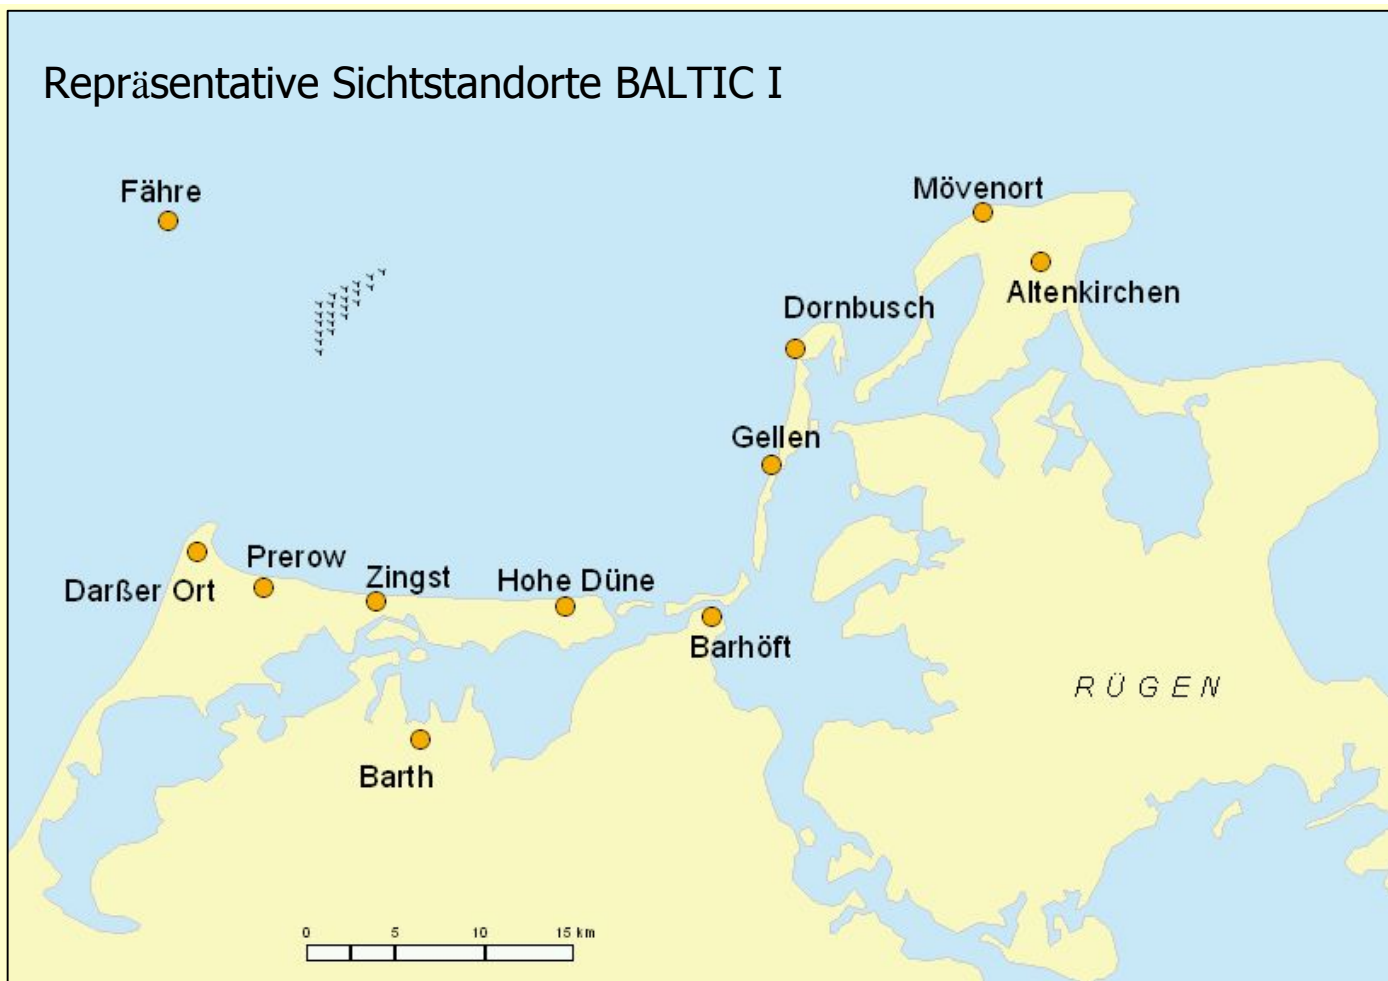 Repräsentative Sichtstandorte BALTIC I
Fähre
Mövenort
Altenkirchen
Dornbusch
Gellen
Prerow
Darßer Ort
Zingst
Hohe Düne
Barhöft
RÜGEN
Barth
0 5 10 15 km